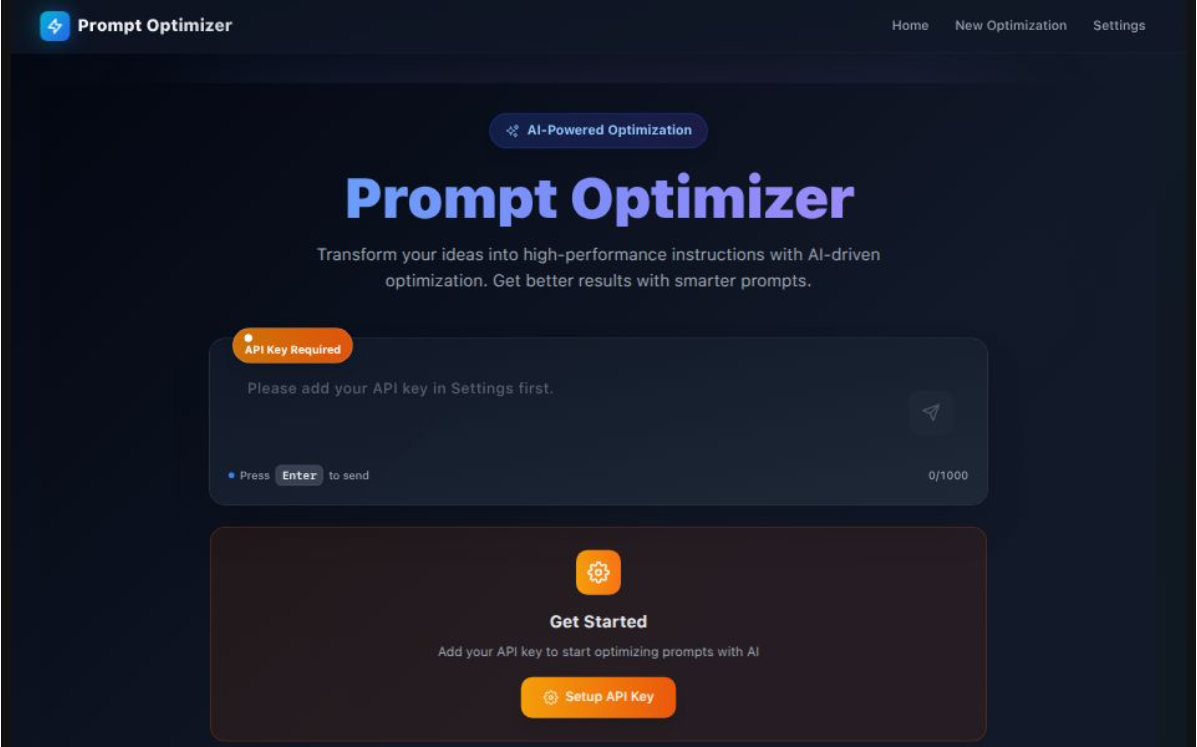 Prompt Optimizer
Home New Optimization Settings
AI-Powered Optimization
Prompt Optimizer
Transform your ideas into high-performance instructions with AI-driven
optimization. Get better results with smarter prompts.
API Key Required
Please add your API key in Settings first.
Press Enter to send
0/1000
Get Started
Add your API key to start optimizing prompts with AI
Setup API Key